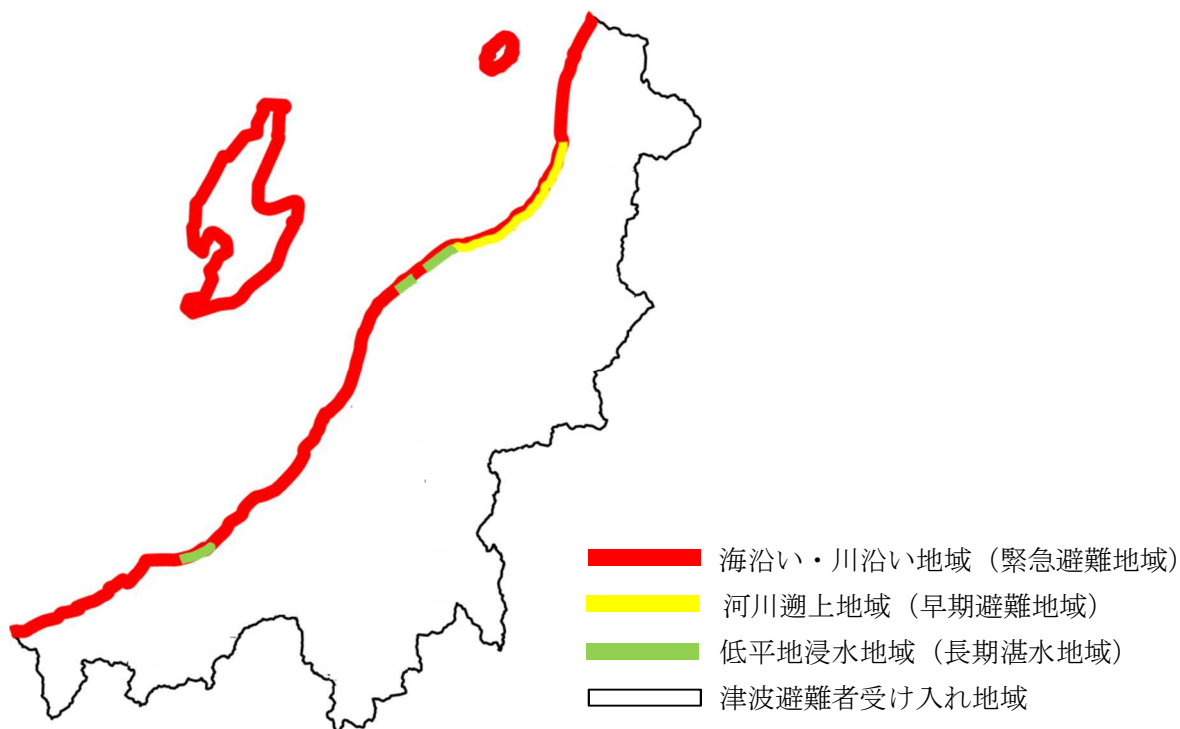 海沿い・川沿い地域（緊急避難地域）
河川遡上地域（早期避難地域）
低平地浸水地域（長期湛水地域）
津波避難者受け入れ地域